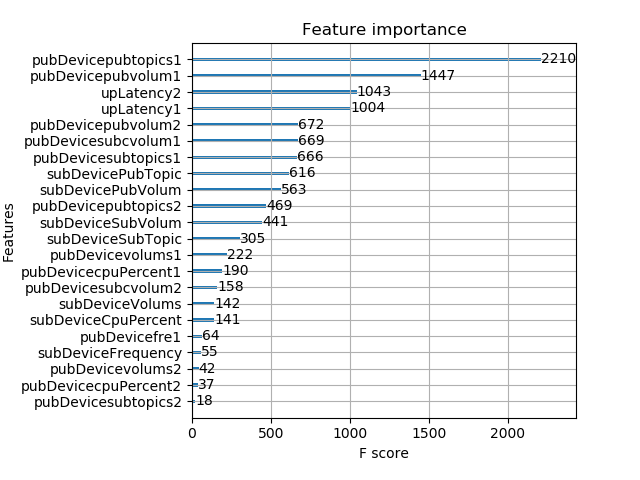 Feature importance
pubDevicepubtopics1 2210
pubDevicepubvolum1 1447
upLatency2 1043
upLatency1 1004
pubDevicepubvolum2 672
pubDevicesubcvolum1 669
pubDevicesubtopics1 666
subDevicePubTopic 616
subDevicePubVolum 563
pubDevicepubtopics2 469
subDeviceSubVolum 441
subDeviceSubTopic 305
pubDevicevolums1 222
pubDevicecpuPercent1 190
pubDevicesubcvolum2 158
subDeviceVolums 142
subDeviceCpuPercent 141
pubDevicefre1 64
subDeviceFrequency 55
pubDevicevolums2 42
pubDevicecpuPercent2 37
pubDevicesubtopics2 18
Features
0 500 1000 1500 2000
F score